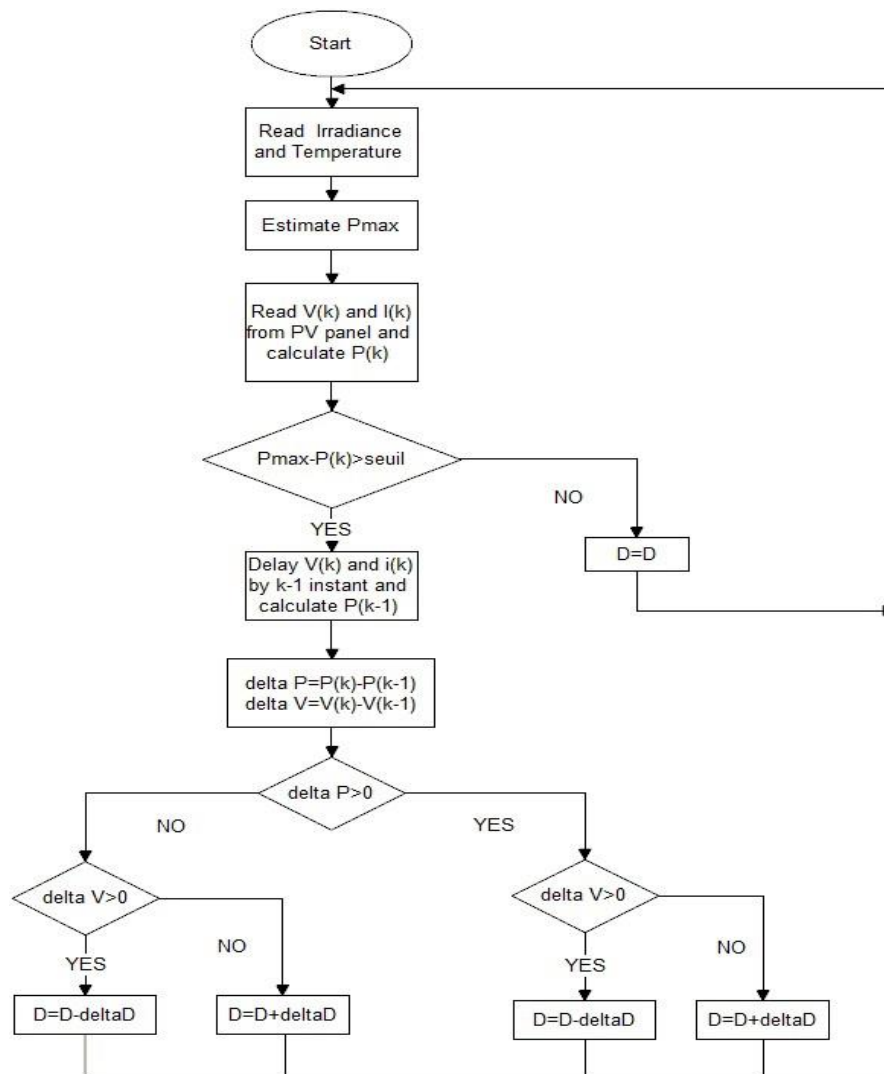 Start
Read Irradiance
and Temperature
Estimate Pmax
Read V(k) and I(k)
from PV panel and
calculate P(k)
Pmax-P(k)>seuil
NO
YES
D=D
Delay V(k) and i(k)
by k-1 instant and
calculate P(k-1)
delta P=P(k)-P(k-1)
delta V=V(k)-V(k-1)
delta P>0
NO
YES
delta V>0
NO
YES
D=D-deltaD
D=D+deltaD
delta V>0
NO
YES
D=D-deltaD
D=D+deltaD